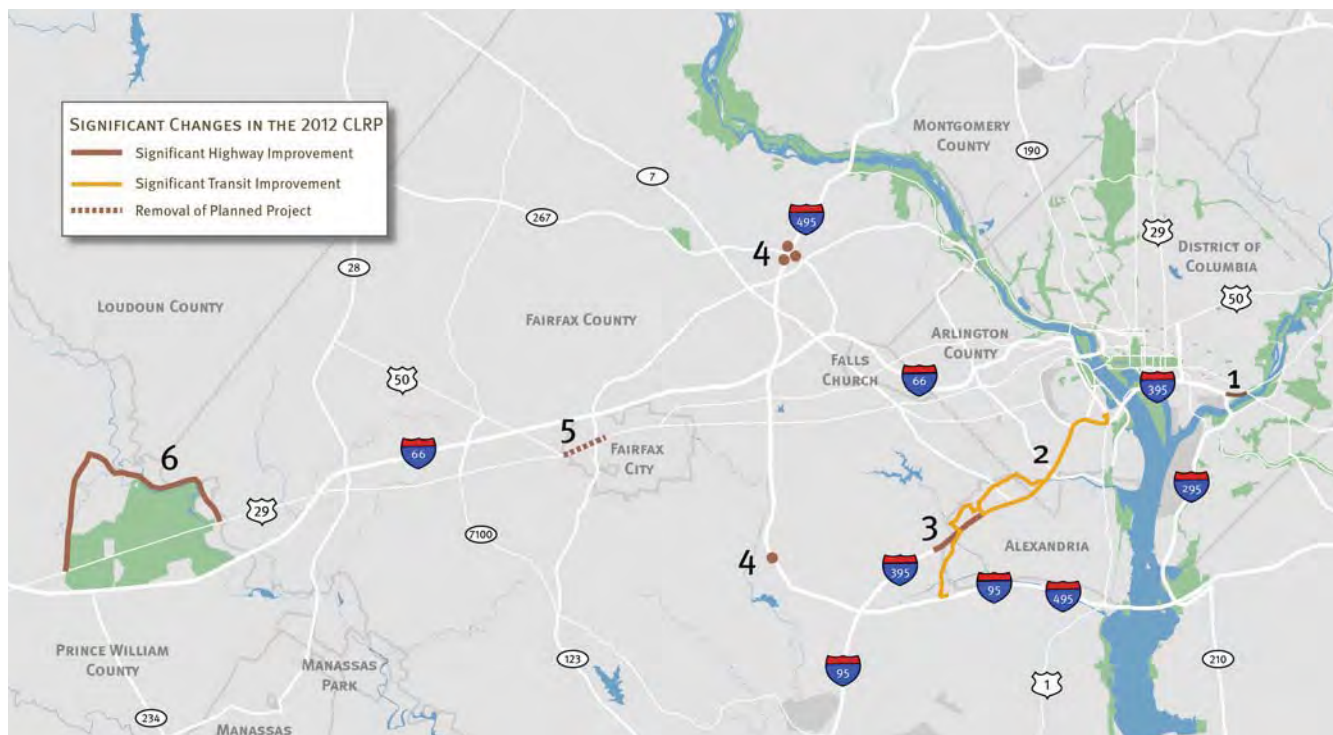 SIGNIFICANT CHANGES IN THE 2012 CLRP
Significant Highway Improvement
Significant Transit Improvement
Removal of Planned Project
MONTGOMERY
COUNTY
190
7
267
495
4
29
DISTRICT OF
COLUMBIA
28
50
LOUDOUN COUNTY
FAIRFAX COUNTY
ARLINGTON
COUNTY
FALLS
CHURCH
50
66
395
1
5
FAIRFAX
CITY
66
6
2
29
295
7100
3
ALEXANDRIA
4
395
95
495
PRINCE WILLIAM
COUNTY
MANASSAS
PARK
123
95
210
1
234
MANASSAS